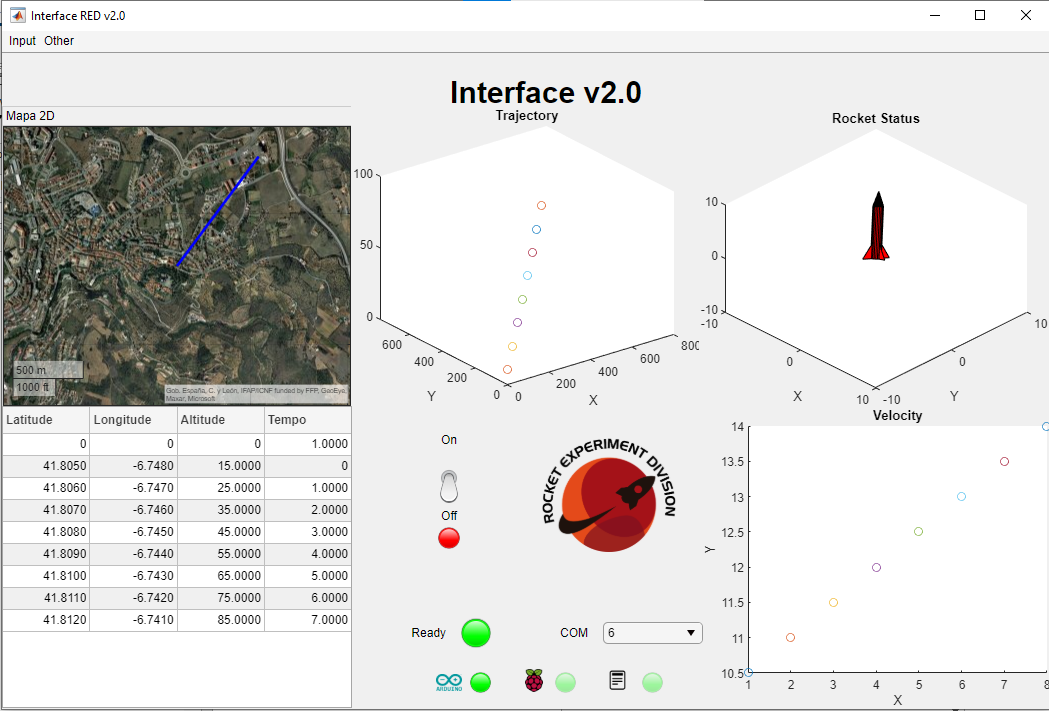 Interface RED v2.0
Input Other
Interface v2.0
Mapa 2D
500 m
1000 ft
Gob. España, C. y León, IFAP/ICNF funded by FFP, GeoEye,
Maxar, Microsoft
Latitude Longitude Altitude Tempo
0 0 0 1.0000
41.8050 -6.7480 15.0000 0
41.8060 -6.7470 25.0000 1.0000
41.8070 -6.7460 35.0000 2.0000
41.8080 -6.7450 45.0000 3.0000
41.8090 -6.7440 55.0000 4.0000
41.8100 -6.7430 65.0000 5.0000
41.8110 -6.7420 75.0000 6.0000
41.8120 -6.7410 85.0000 7.0000
Trajectory
100
50
0
600
400
200
0
0
200
400
600
800
Y
X
Rocket Status
10
0
-10
-10
0
10
-10
0
10
X
Y
On
Off
ROCKET EXPERIMENT DIVISION
Ready
COM 6
ARDUINO
Velocity
14
13.5
13
12.5
12
11.5
11
10.5
Y
1 2 3 4 5 6 7 8
X